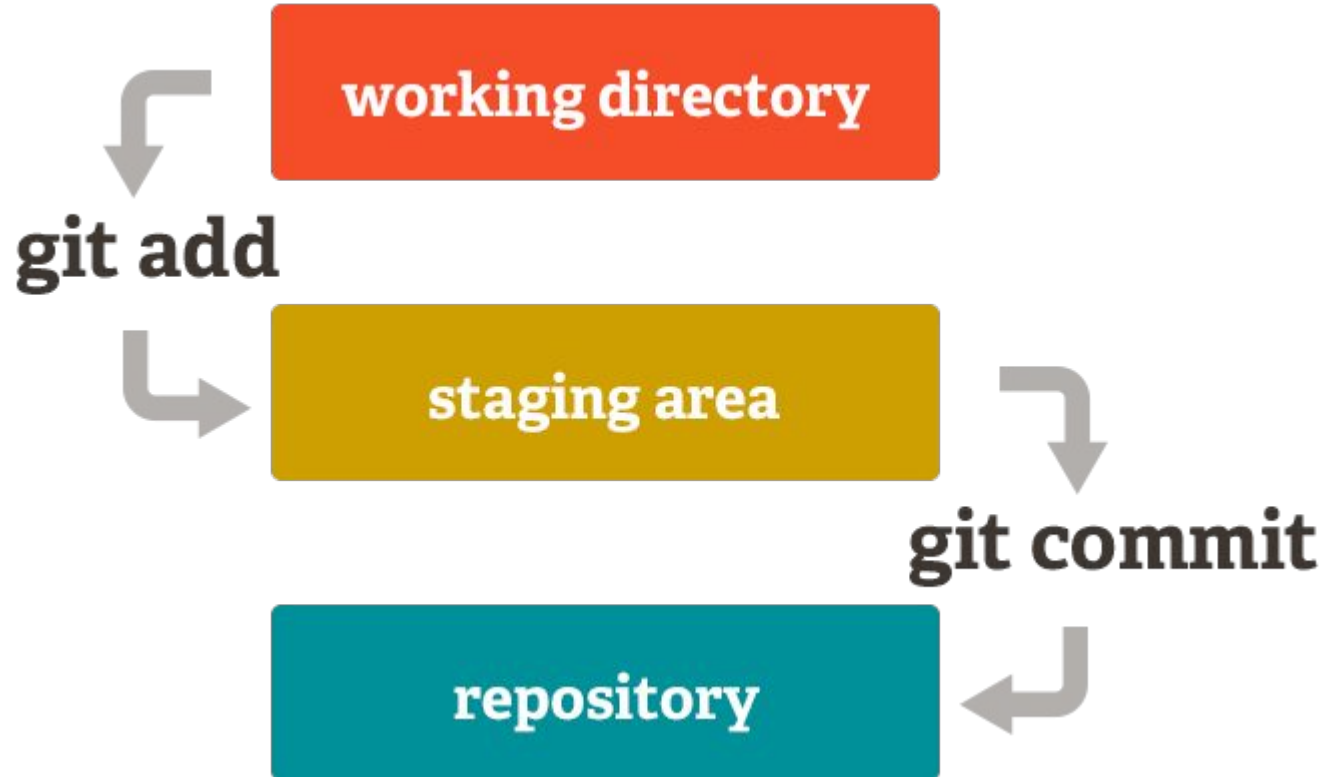 working directory
git add
staging area
git commit
repository